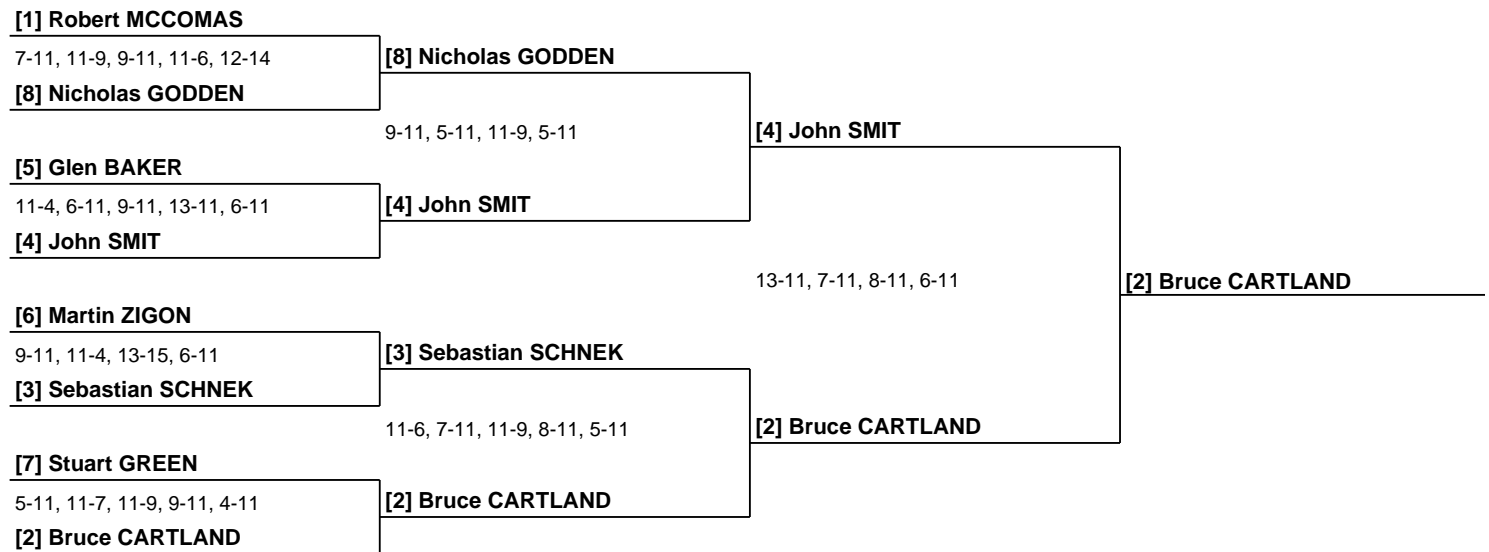 [1] Robert MCCOMAS
7-11, 11-9, 9-11, 11-6, 12-14
[8] Nicholas GODDEN
[8] Nicholas GODDEN
9-11, 5-11, 11-9, 5-11
[4] John SMIT
[5] Glen BAKER
11-4, 6-11, 9-11, 13-11, 6-11
[4] John SMIT
[4] John SMIT
13-11, 7-11, 8-11, 6-11
[2] Bruce CARTLAND
[6] Martin ZIGON
9-11, 11-4, 13-15, 6-11
[3] Sebastian SCHNEK
[3] Sebastian SCHNEK
11-6, 7-11, 11-9, 8-11, 5-11
[2] Bruce CARTLAND
[7] Stuart GREEN
5-11, 11-7, 11-9, 9-11, 4-11
[2] Bruce CARTLAND
[2] Bruce CARTLAND